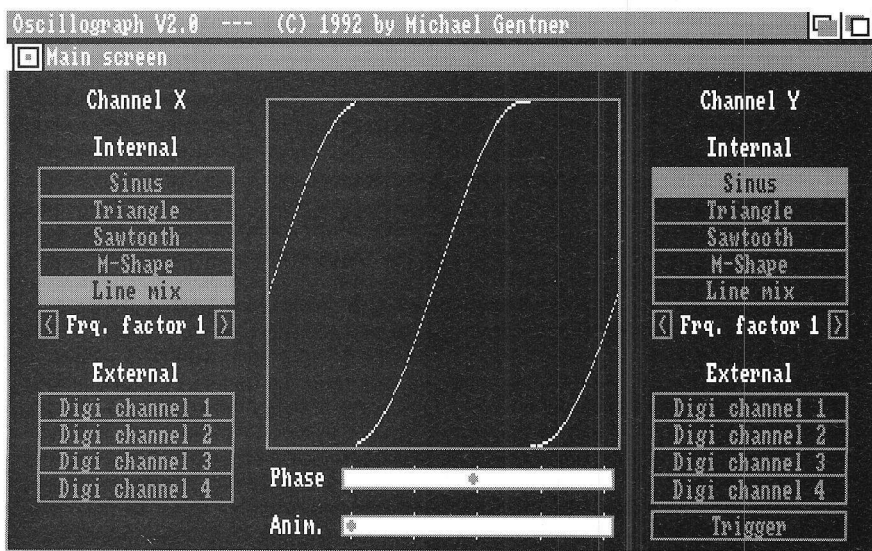 Oscillograph V2.0 --- (C) 1992 by Michael Gentner
Main screen
Channel X
Internal
Sinus
Triangle
Sawtooth
M-Shape
Line mix
< Frq. factor 1 >
External
Digi channel 1
Digi channel 2
Digi channel 3
Digi channel 4
Phase
Anim.
Channel Y
Internal
Sinus
Triangle
Sawtooth
M-Shape
Line mix
< Frq. factor 1 >
External
Digi channel 1
Digi channel 2
Digi channel 3
Digi channel 4
Trigger